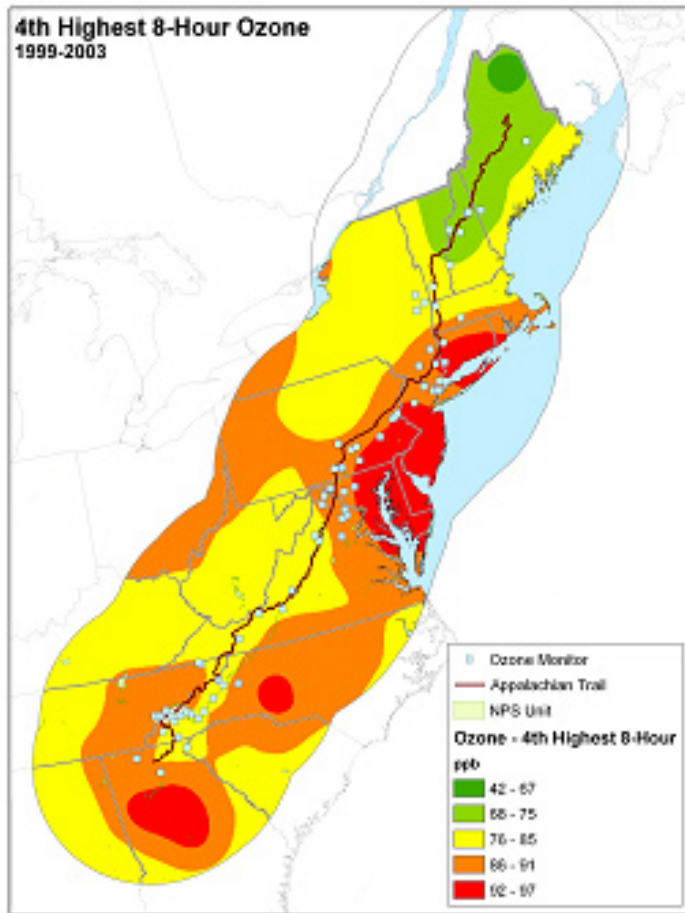 4th Highest 8-Hour Ozone
1999-2003
Ozone Monitor
Appalachian Trail
NPS Unit
Ozone - 4th Highest 8-Hour
ppb
42 - 67
68 - 75
76 - 85
86 - 91
92 - 97